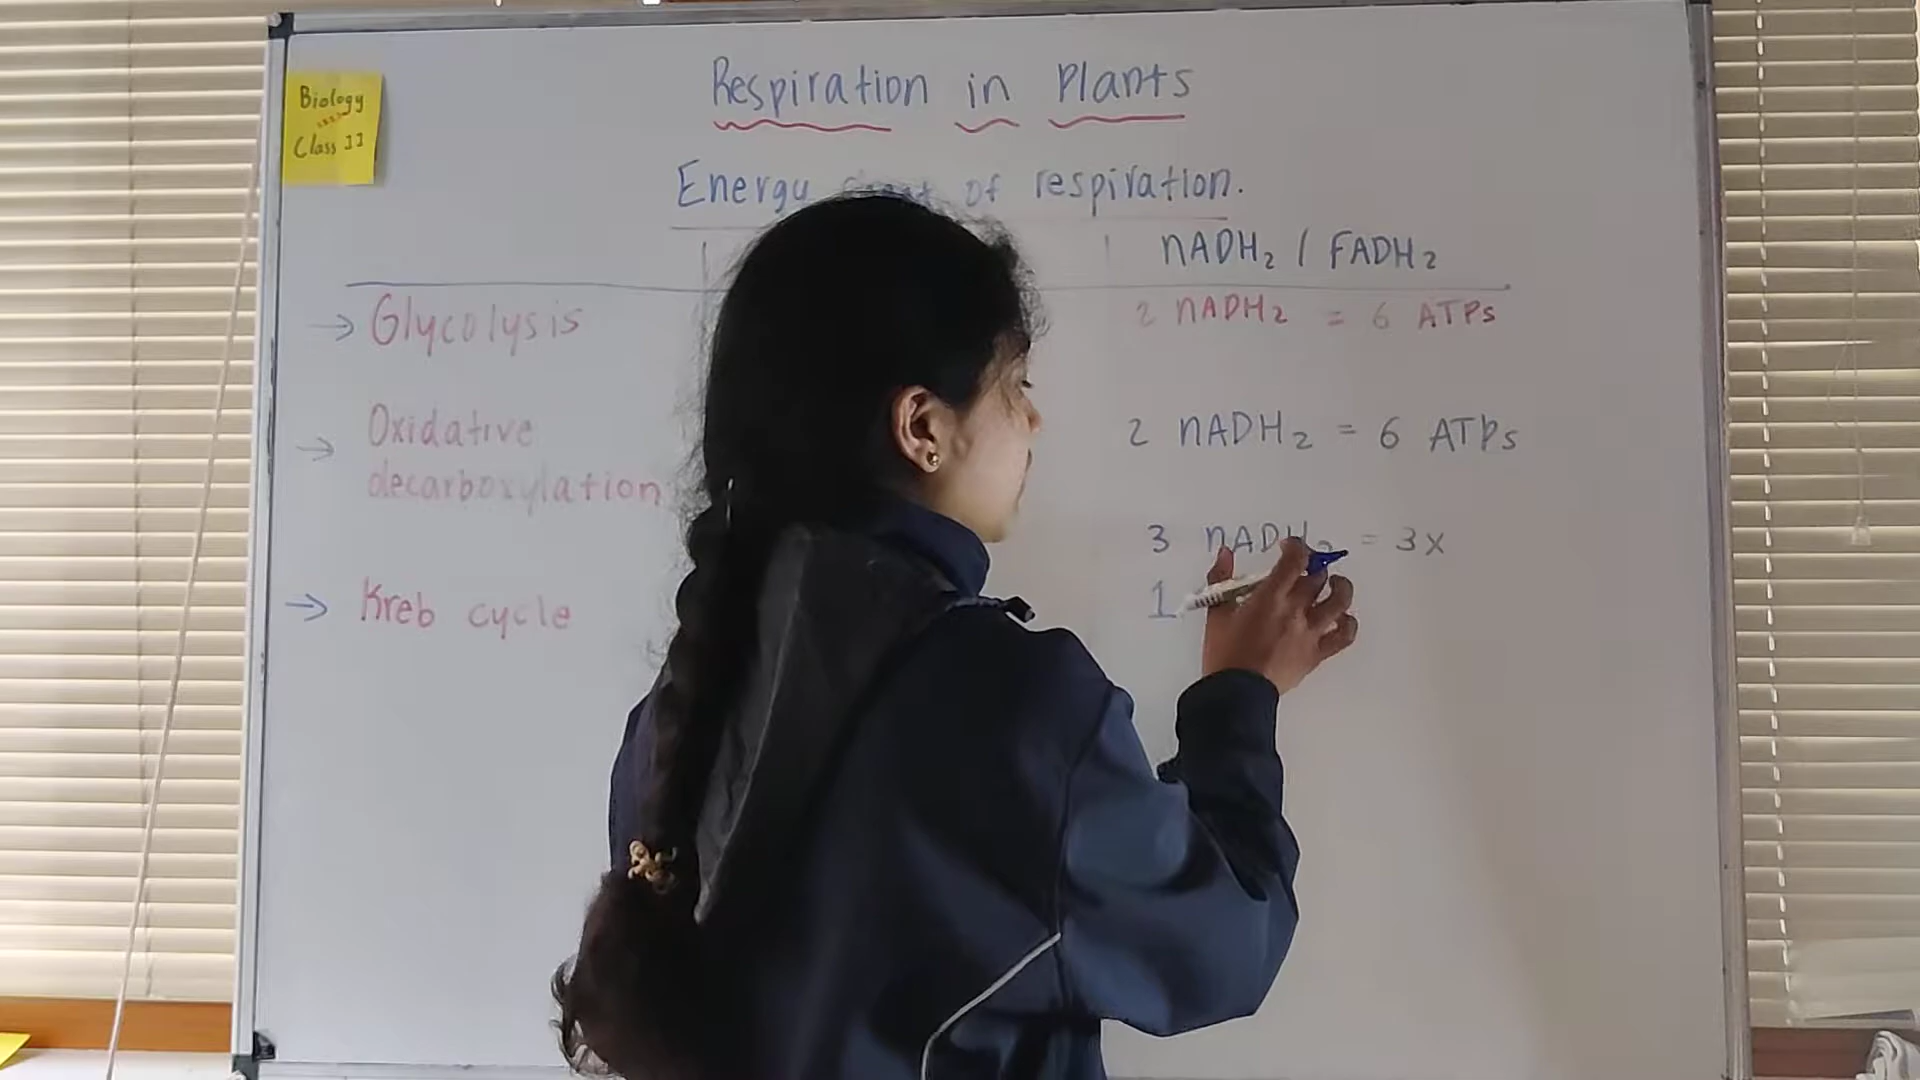 Biology
Class 11
Respiration in Plants
Energy of respiration.
nADH2 / FADH2
→ Glycolysis
2 nADH2 = 6 ATPs
→ Oxidative
decarboxylation
2 nADH2 = 6 ATPs
3 nADH2 = 3x
→ Kreb cycle
1